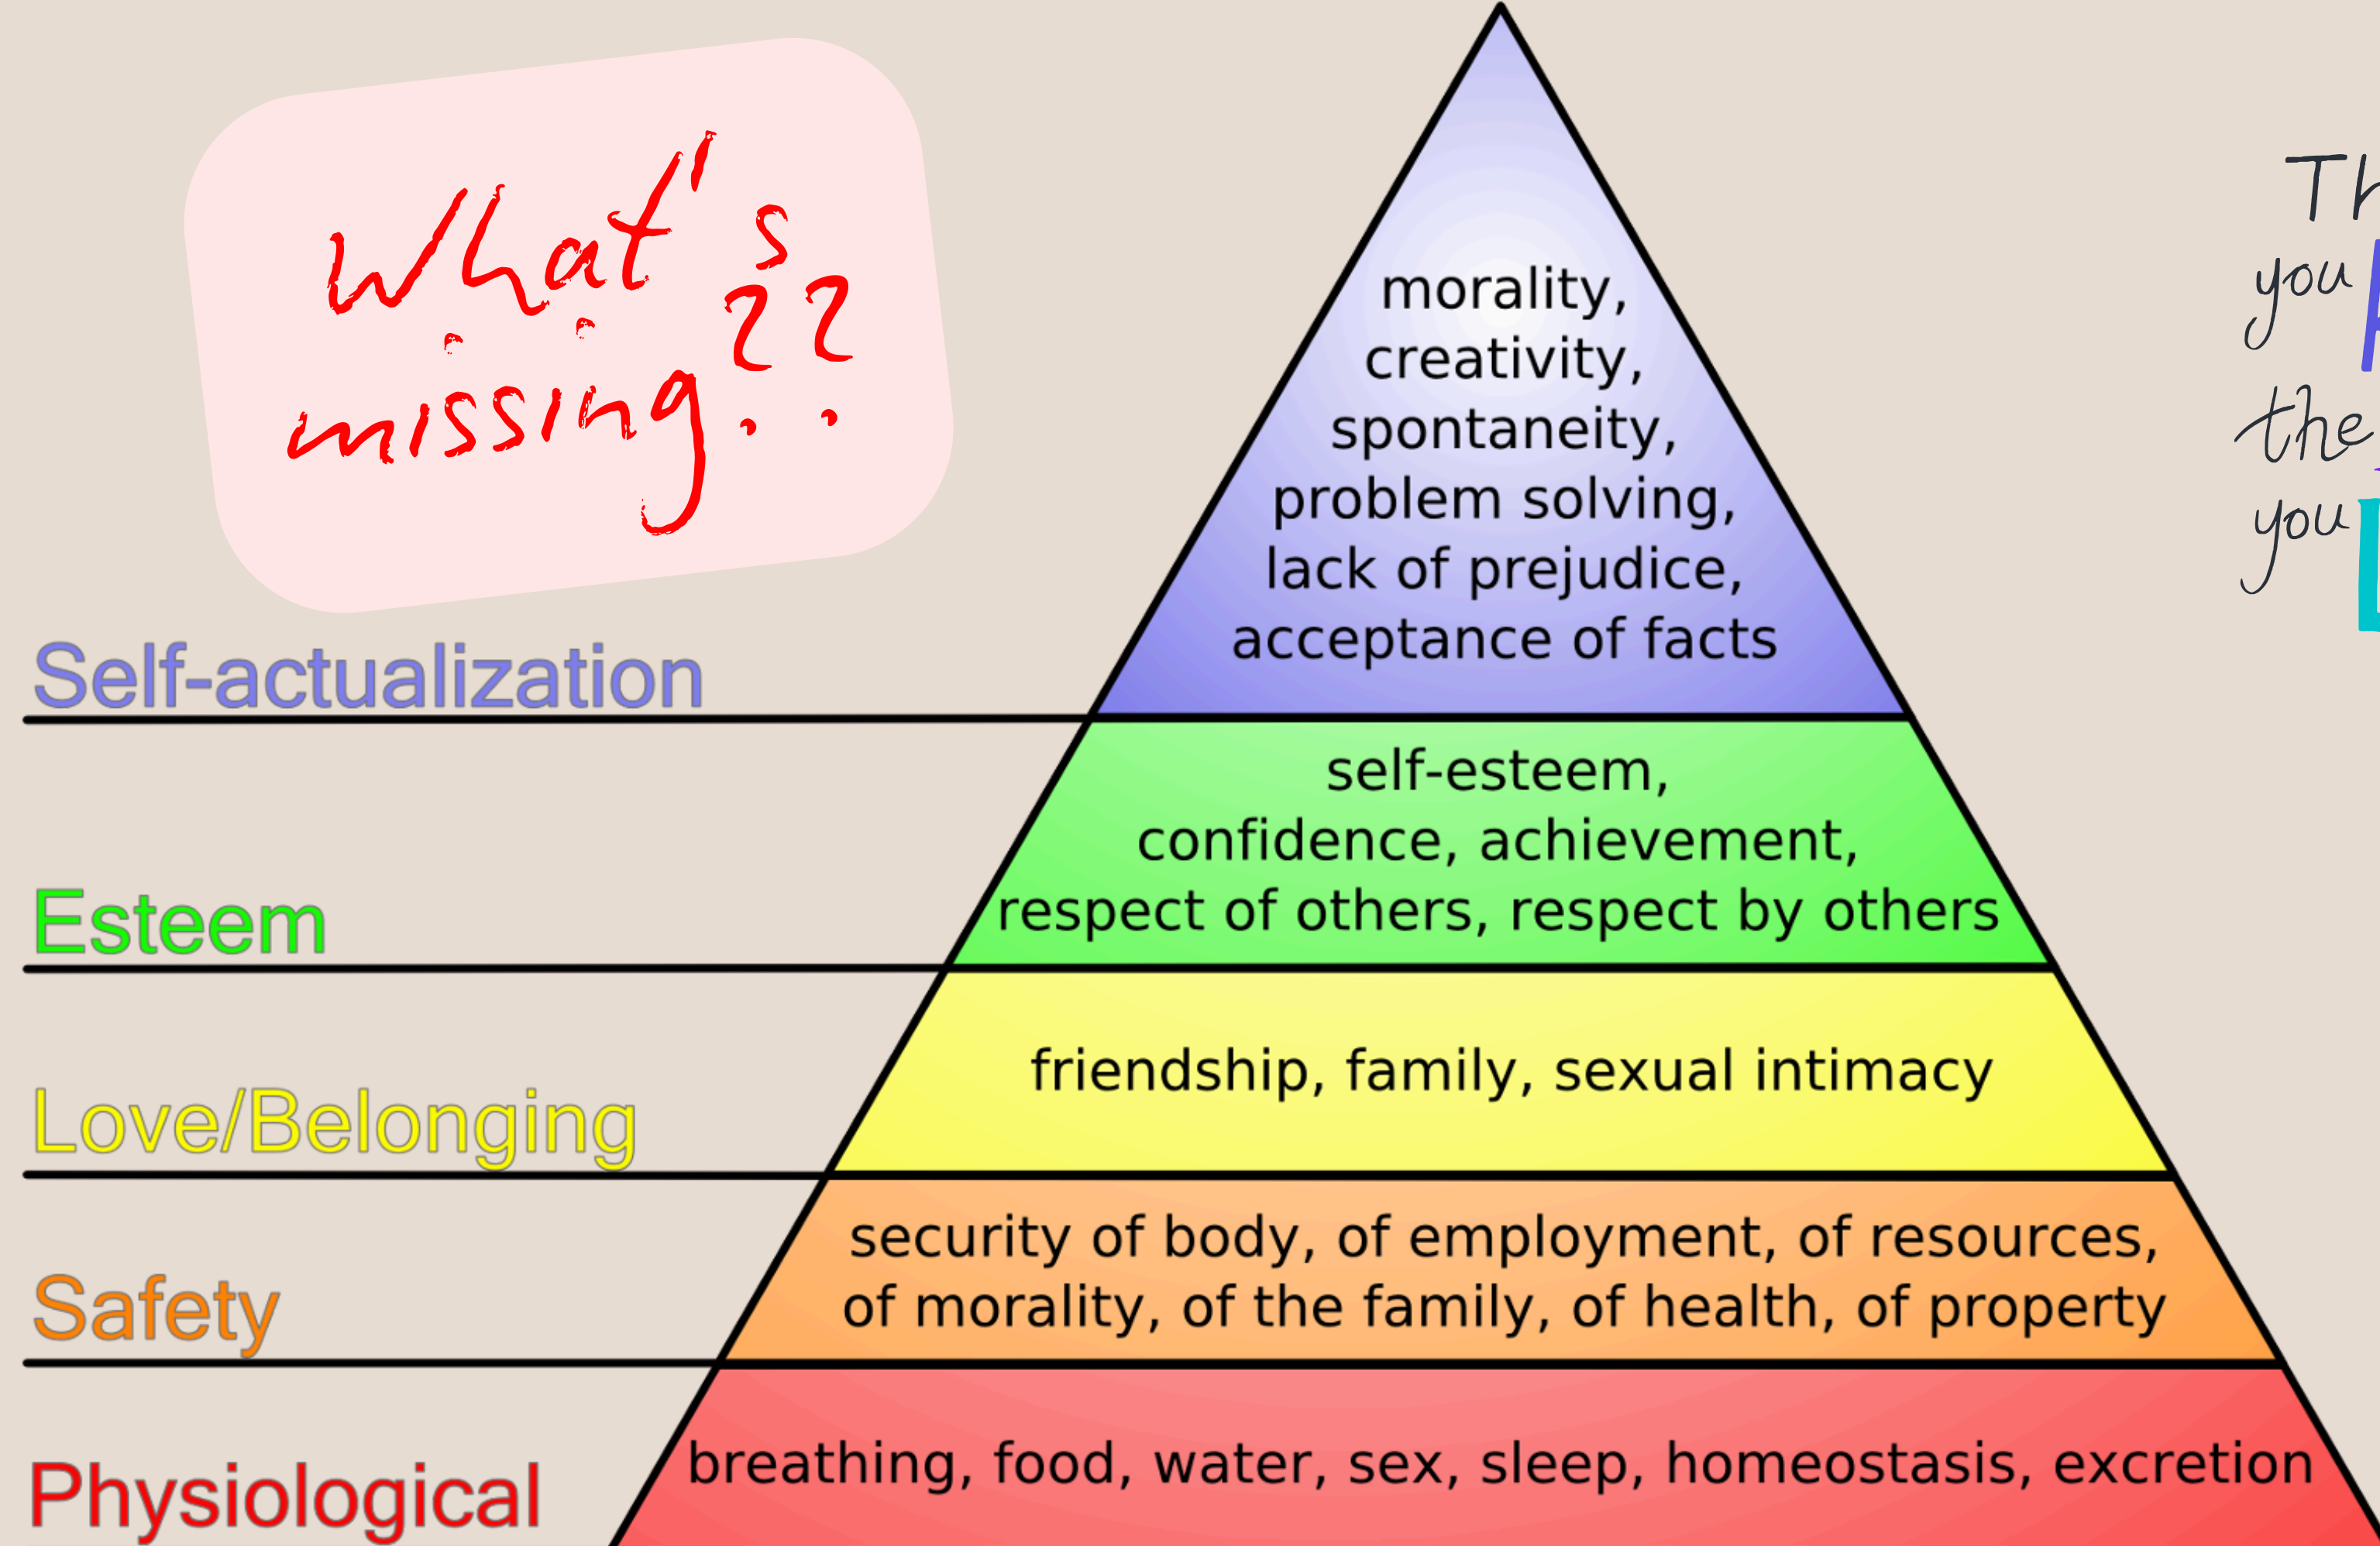 What's
missing??
Th
you
the
you
morality,
creativity,
spontaneity,
problem solving,
lack of prejudice,
acceptance of facts
Self-actualization
self-esteem,
confidence, achievement,
respect of others, respect by others
Esteem
friendship, family, sexual intimacy
Love/Belonging
security of body, of employment, of resources,
of morality, of the family, of health, of property
Safety
breathing, food, water, sex, sleep, homeostasis, excretion
Physiological